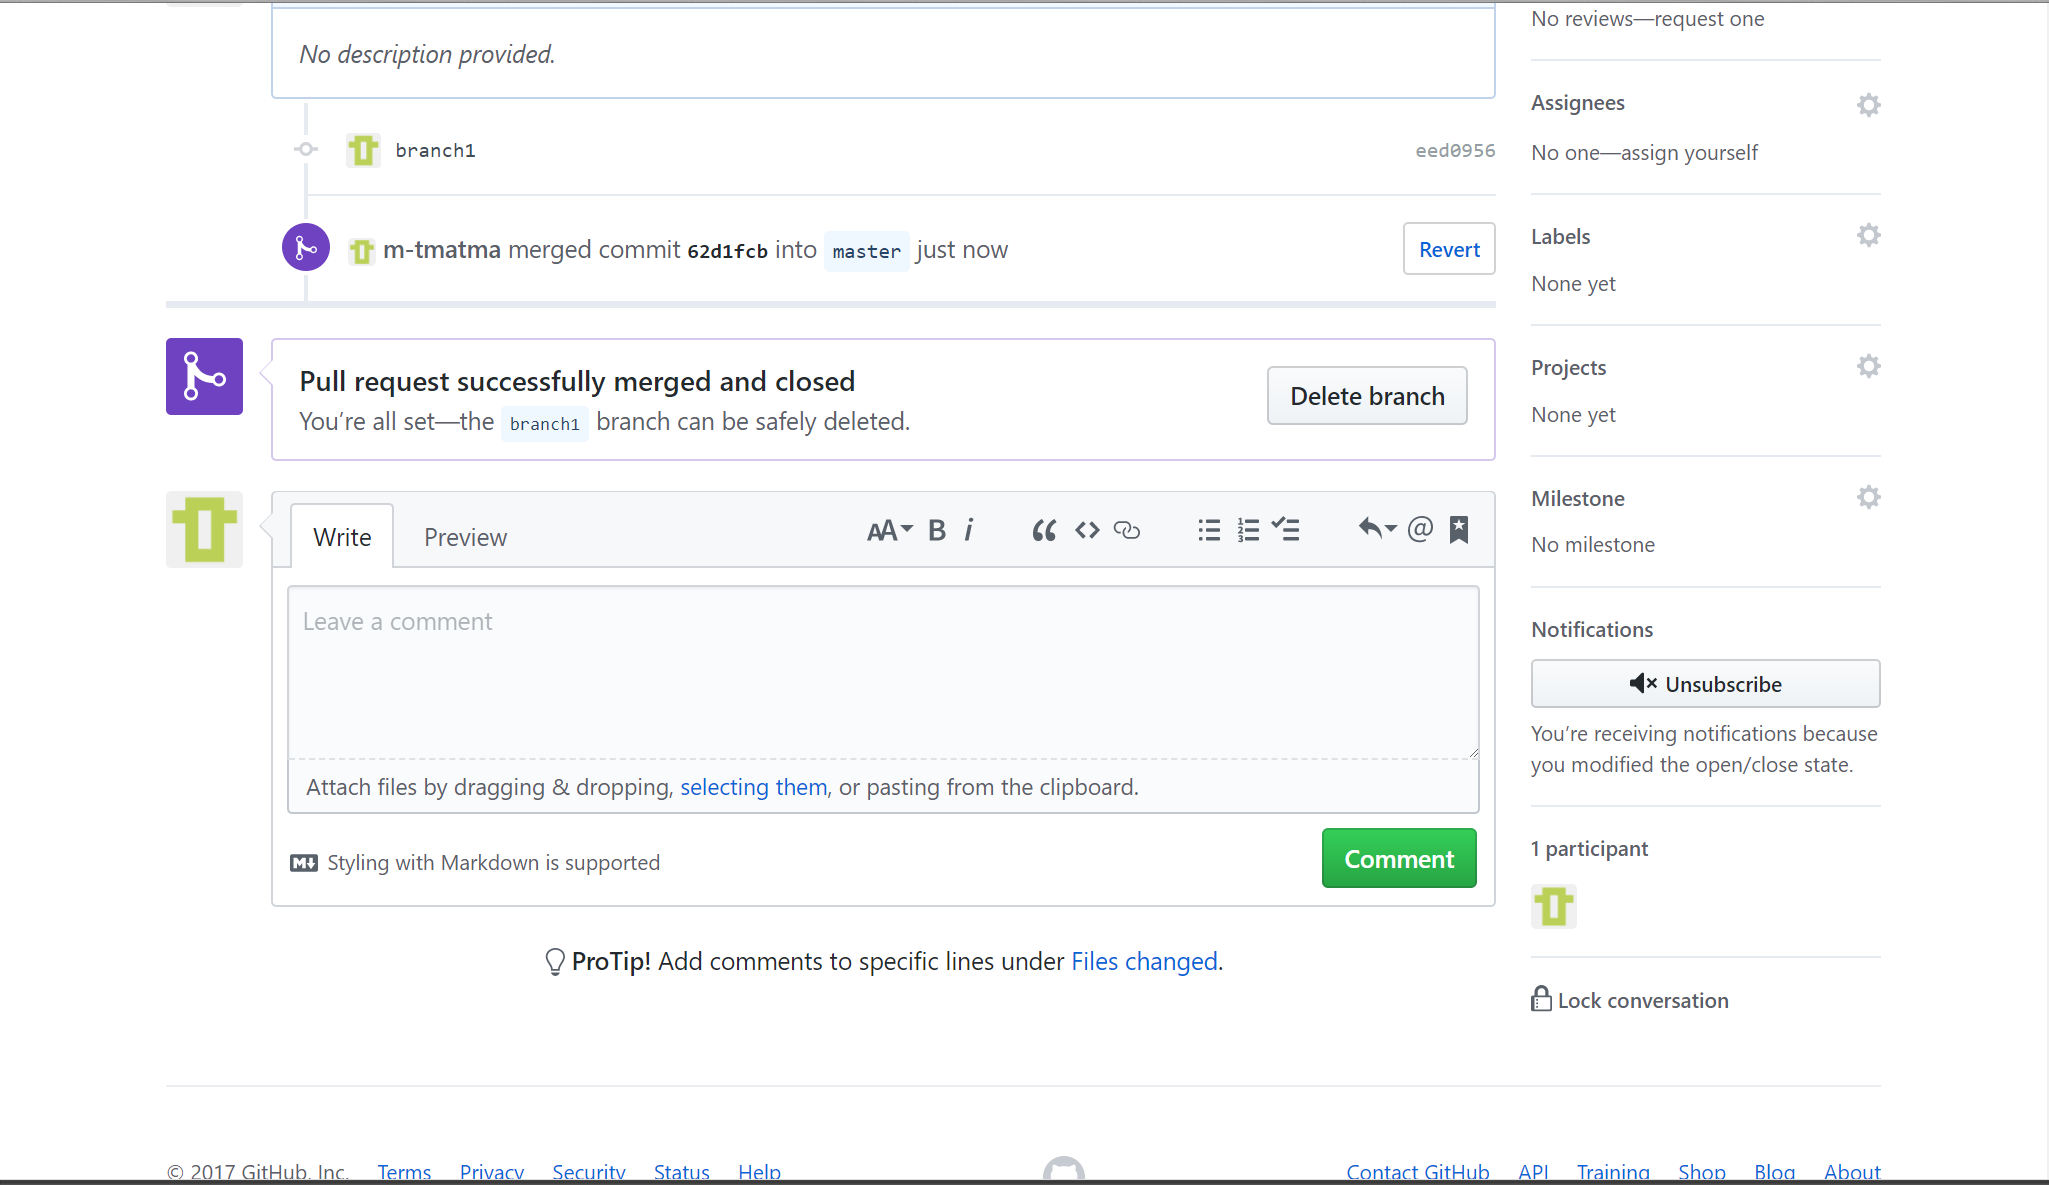 No description provided.
branch1
eed0956
m-tmatma merged commit 62d1fcb into master just now
Revert
Pull request successfully merged and closed
You’re all set—the branch1 branch can be safely deleted.
Delete branch
Write
Preview
AA B i
Leave a comment
Attach files by dragging & dropping, selecting them, or pasting from the clipboard.
Styling with Markdown is supported
Comment
ProTip! Add comments to specific lines under Files changed.
No reviews—request one
Assignees
No one—assign yourself
Labels
None yet
Projects
None yet
Milestone
No milestone
Notifications
Unsubscribe
You’re receiving notifications because
you modified the open/close state.
1 participant
Lock conversation
© 2017 GitHub, Inc. Terms Privacy Security Status Help
Contact GitHub API Training Shop Blog About